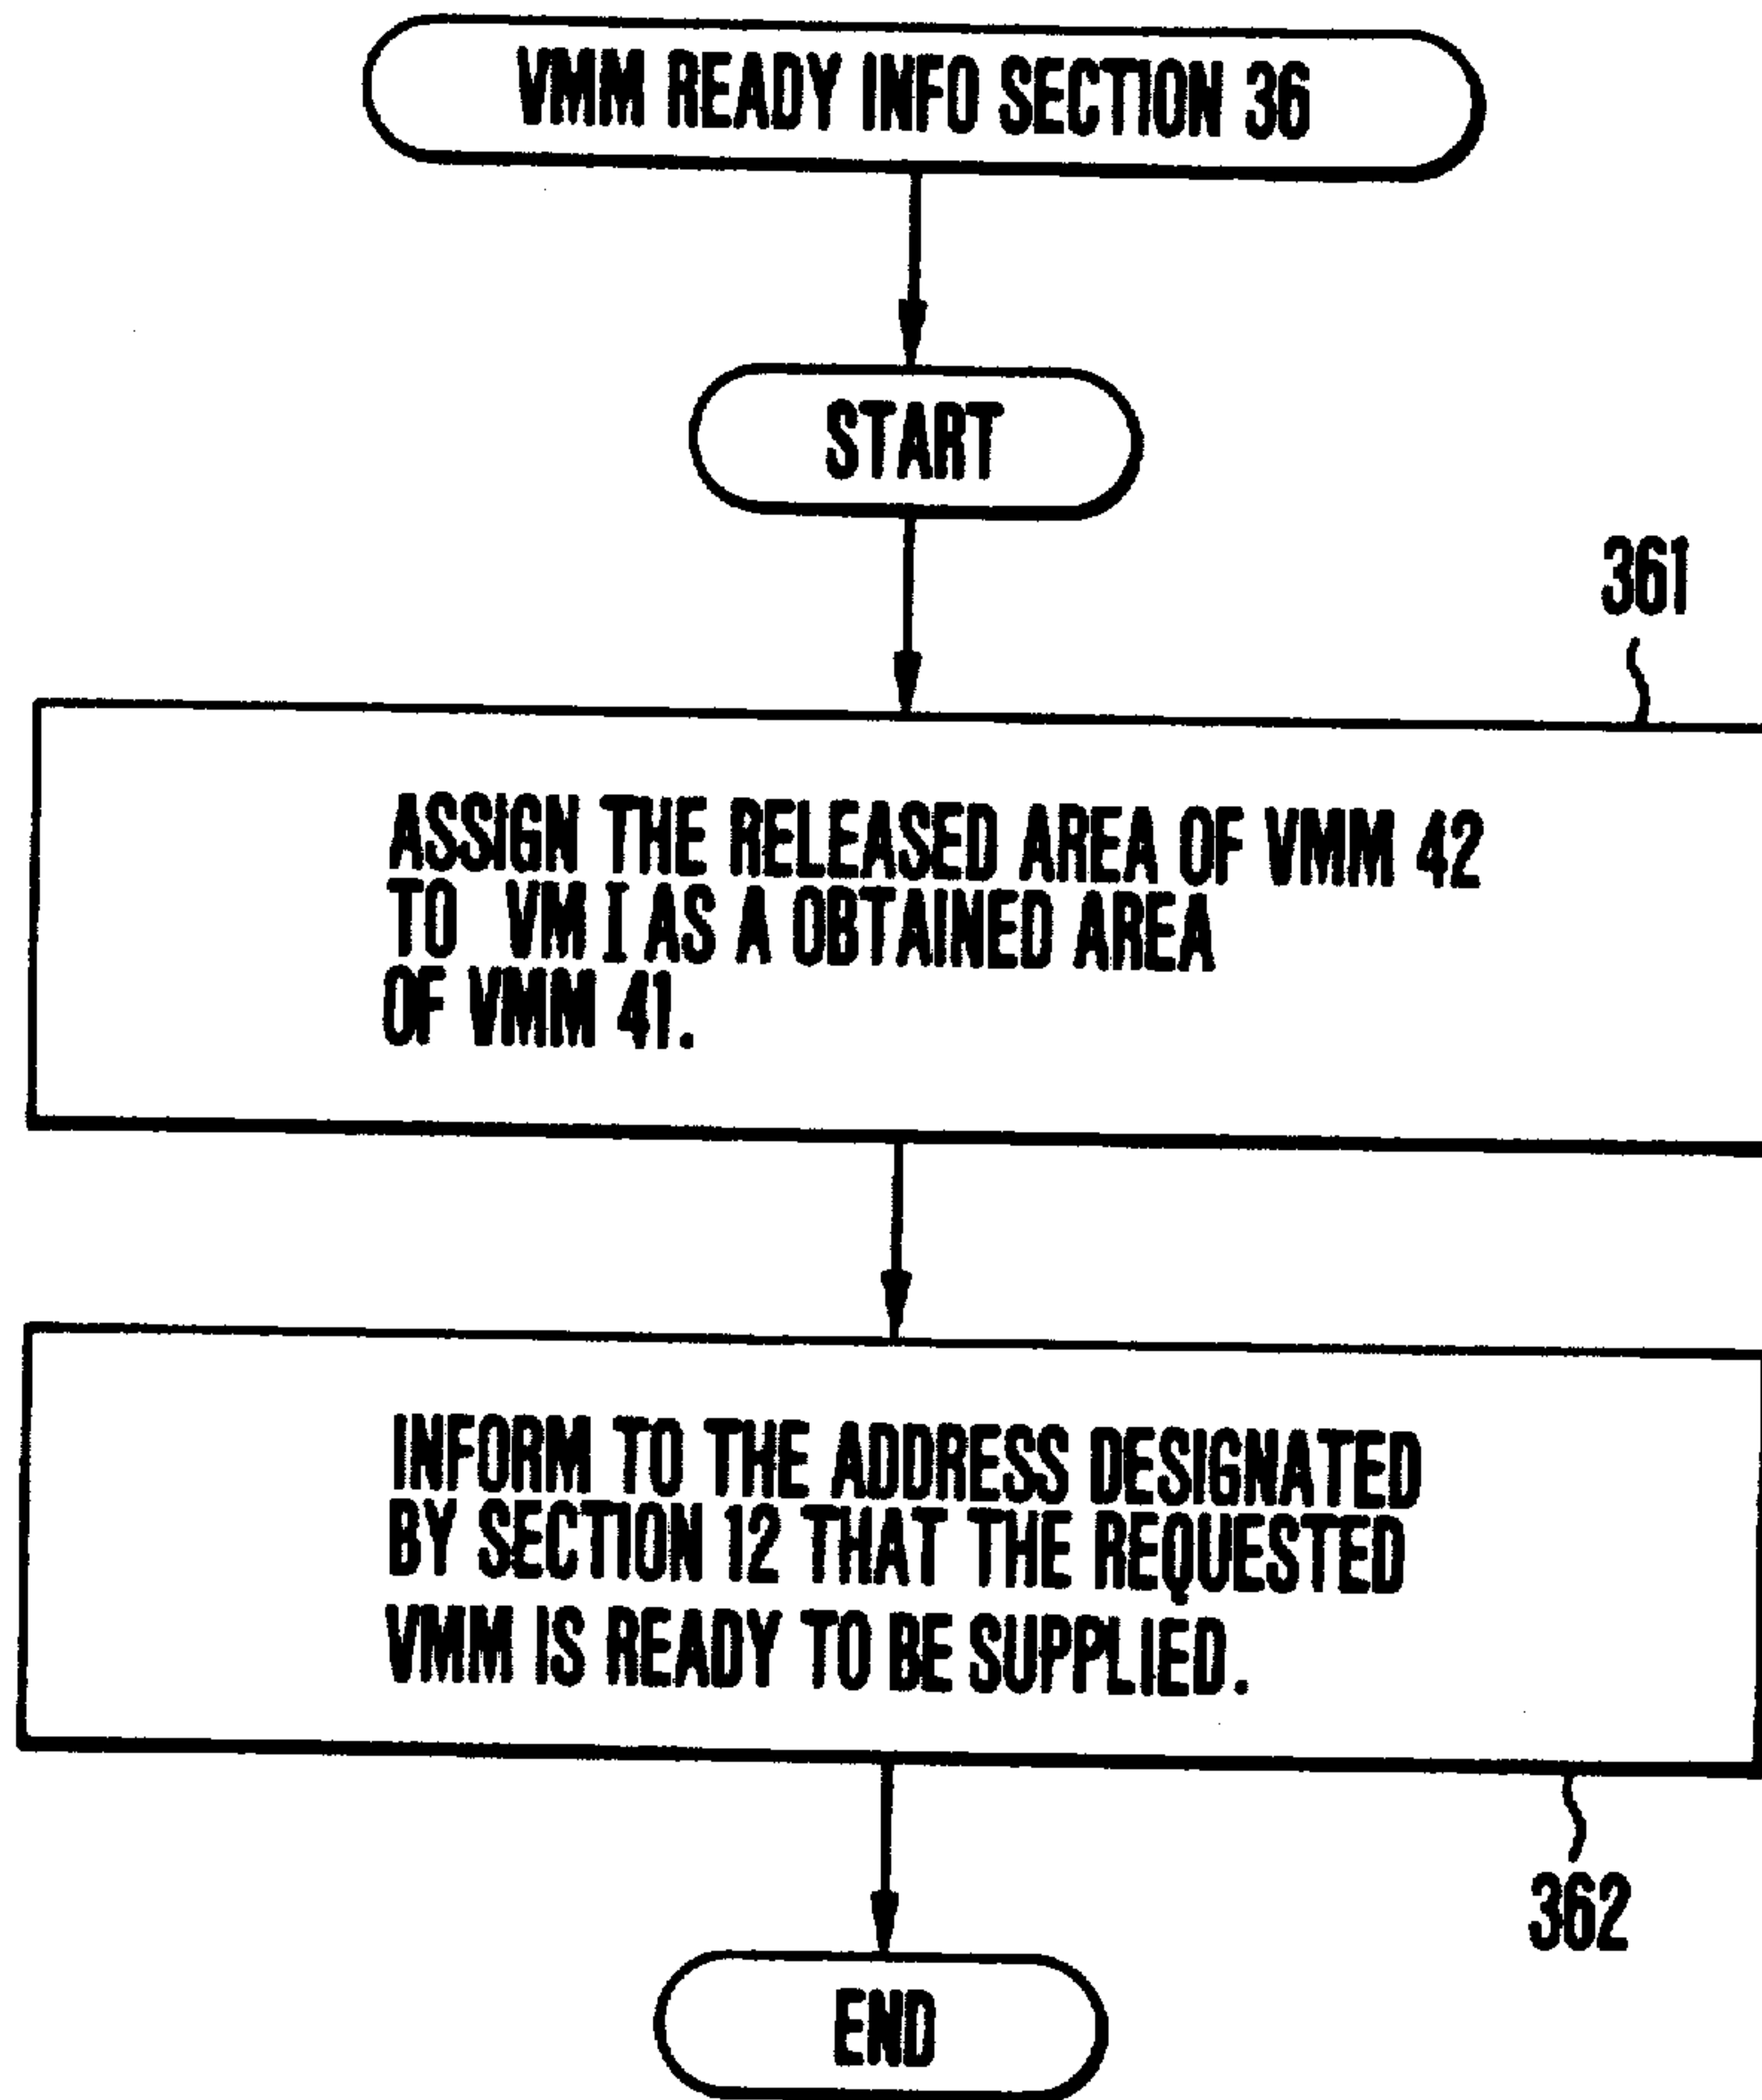 VMM READY INFO SECTION 36
START
361
ASSIGN THE RELEASED AREA OF VMM 42
TO VM I AS A OBTAINED AREA
OF VMM 41.
INFORM TO THE ADDRESS DESIGNATED
BY SECTION 12 THAT THE REQUESTED
VMM IS READY TO BE SUPPLIED.
362
END